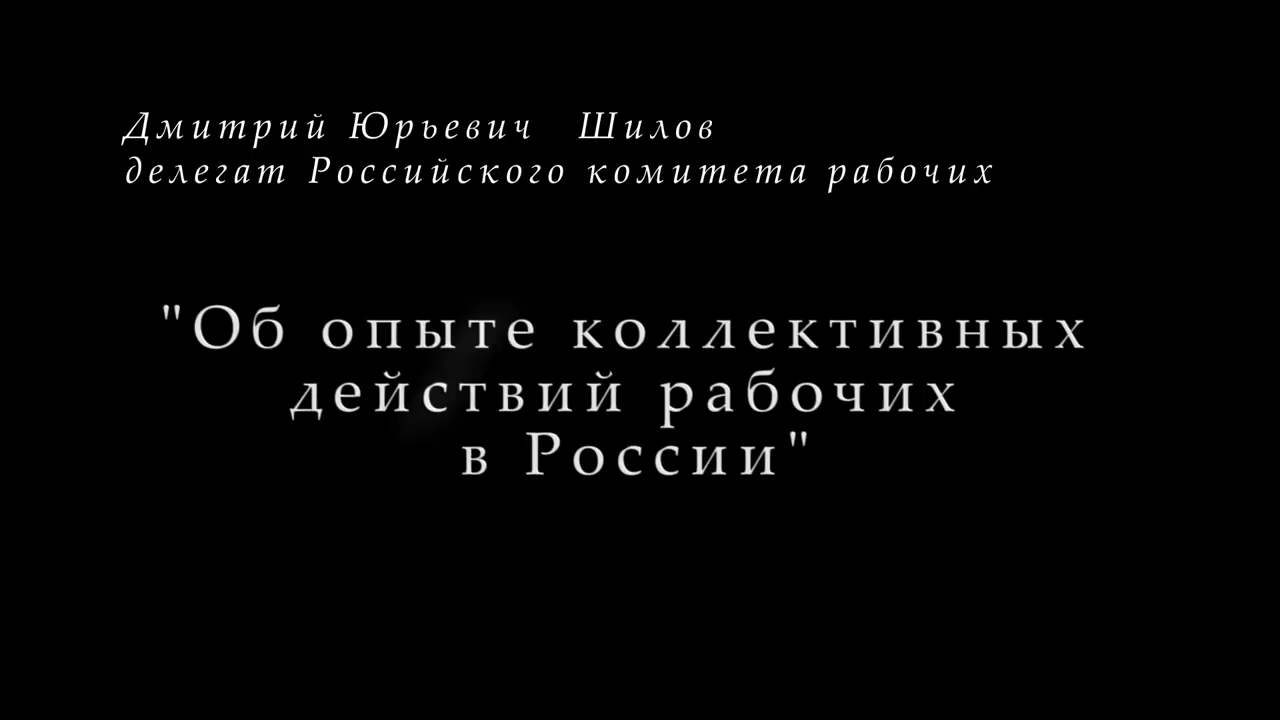 Дмитрий Юрьевич Шилов
делегат Российского комитета рабочих
"Об опыте коллективных
действий рабочих
в России"